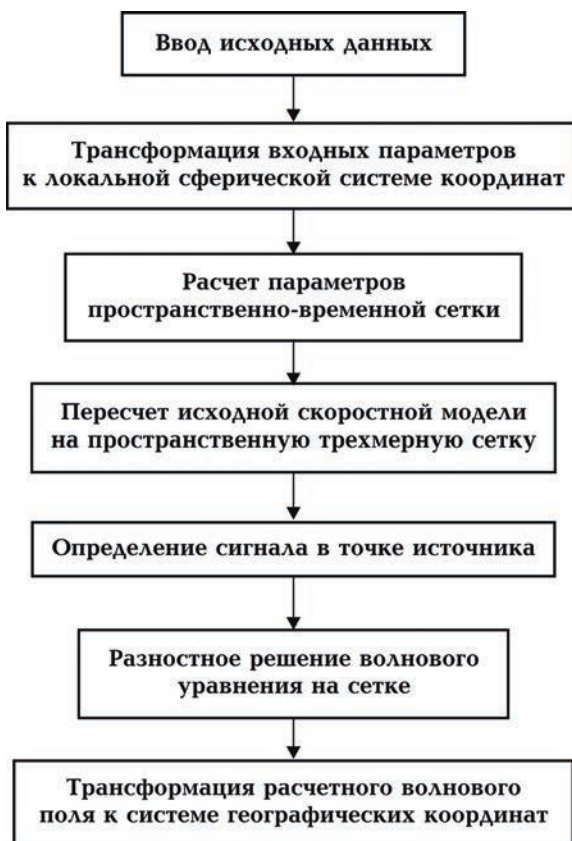 Ввод исходных данных
Трансформация входных параметров
к локальной сферической системе координат
Расчет параметров
пространственно-временной сетки
Пересчет исходной скоростной модели
на пространственную трехмерную сетку
Определение сигнала в точке источника
Разностное решение волнового
уравнения на сетке
Трансформация расчетного волнового
поля к системе географических координат